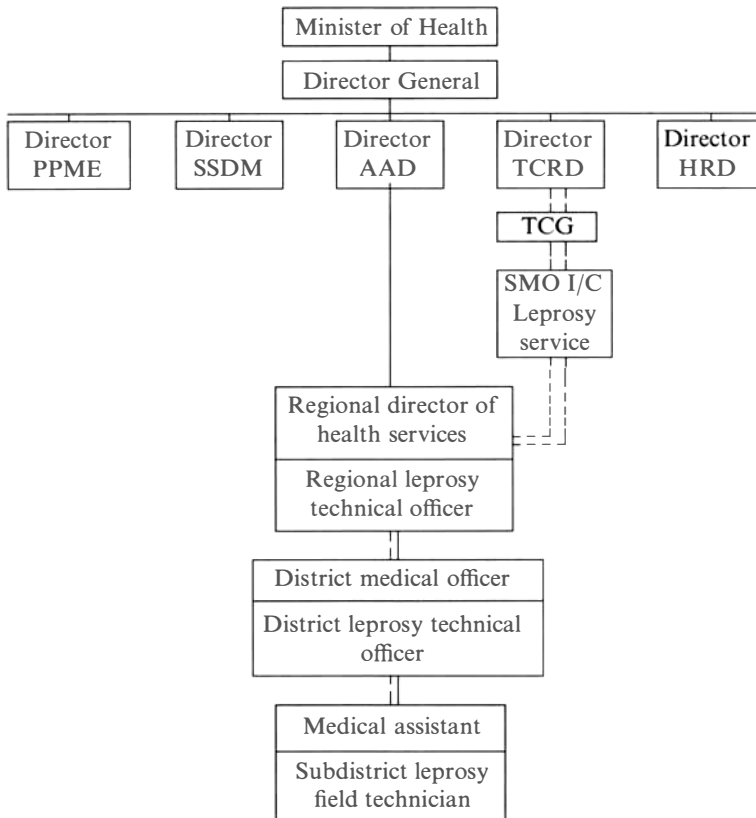 Minister of Health
Director General
Director
PPME
Director
SSDM
Director
AAD
Director
TCRD
Director
HRD
TCG
SMO I/C
Leprosy
service
Regional director of
health services
Regional leprosy
technical officer
District medical officer
District leprosy technical
officer
Medical assistant
Subdistrict leprosy
field technician